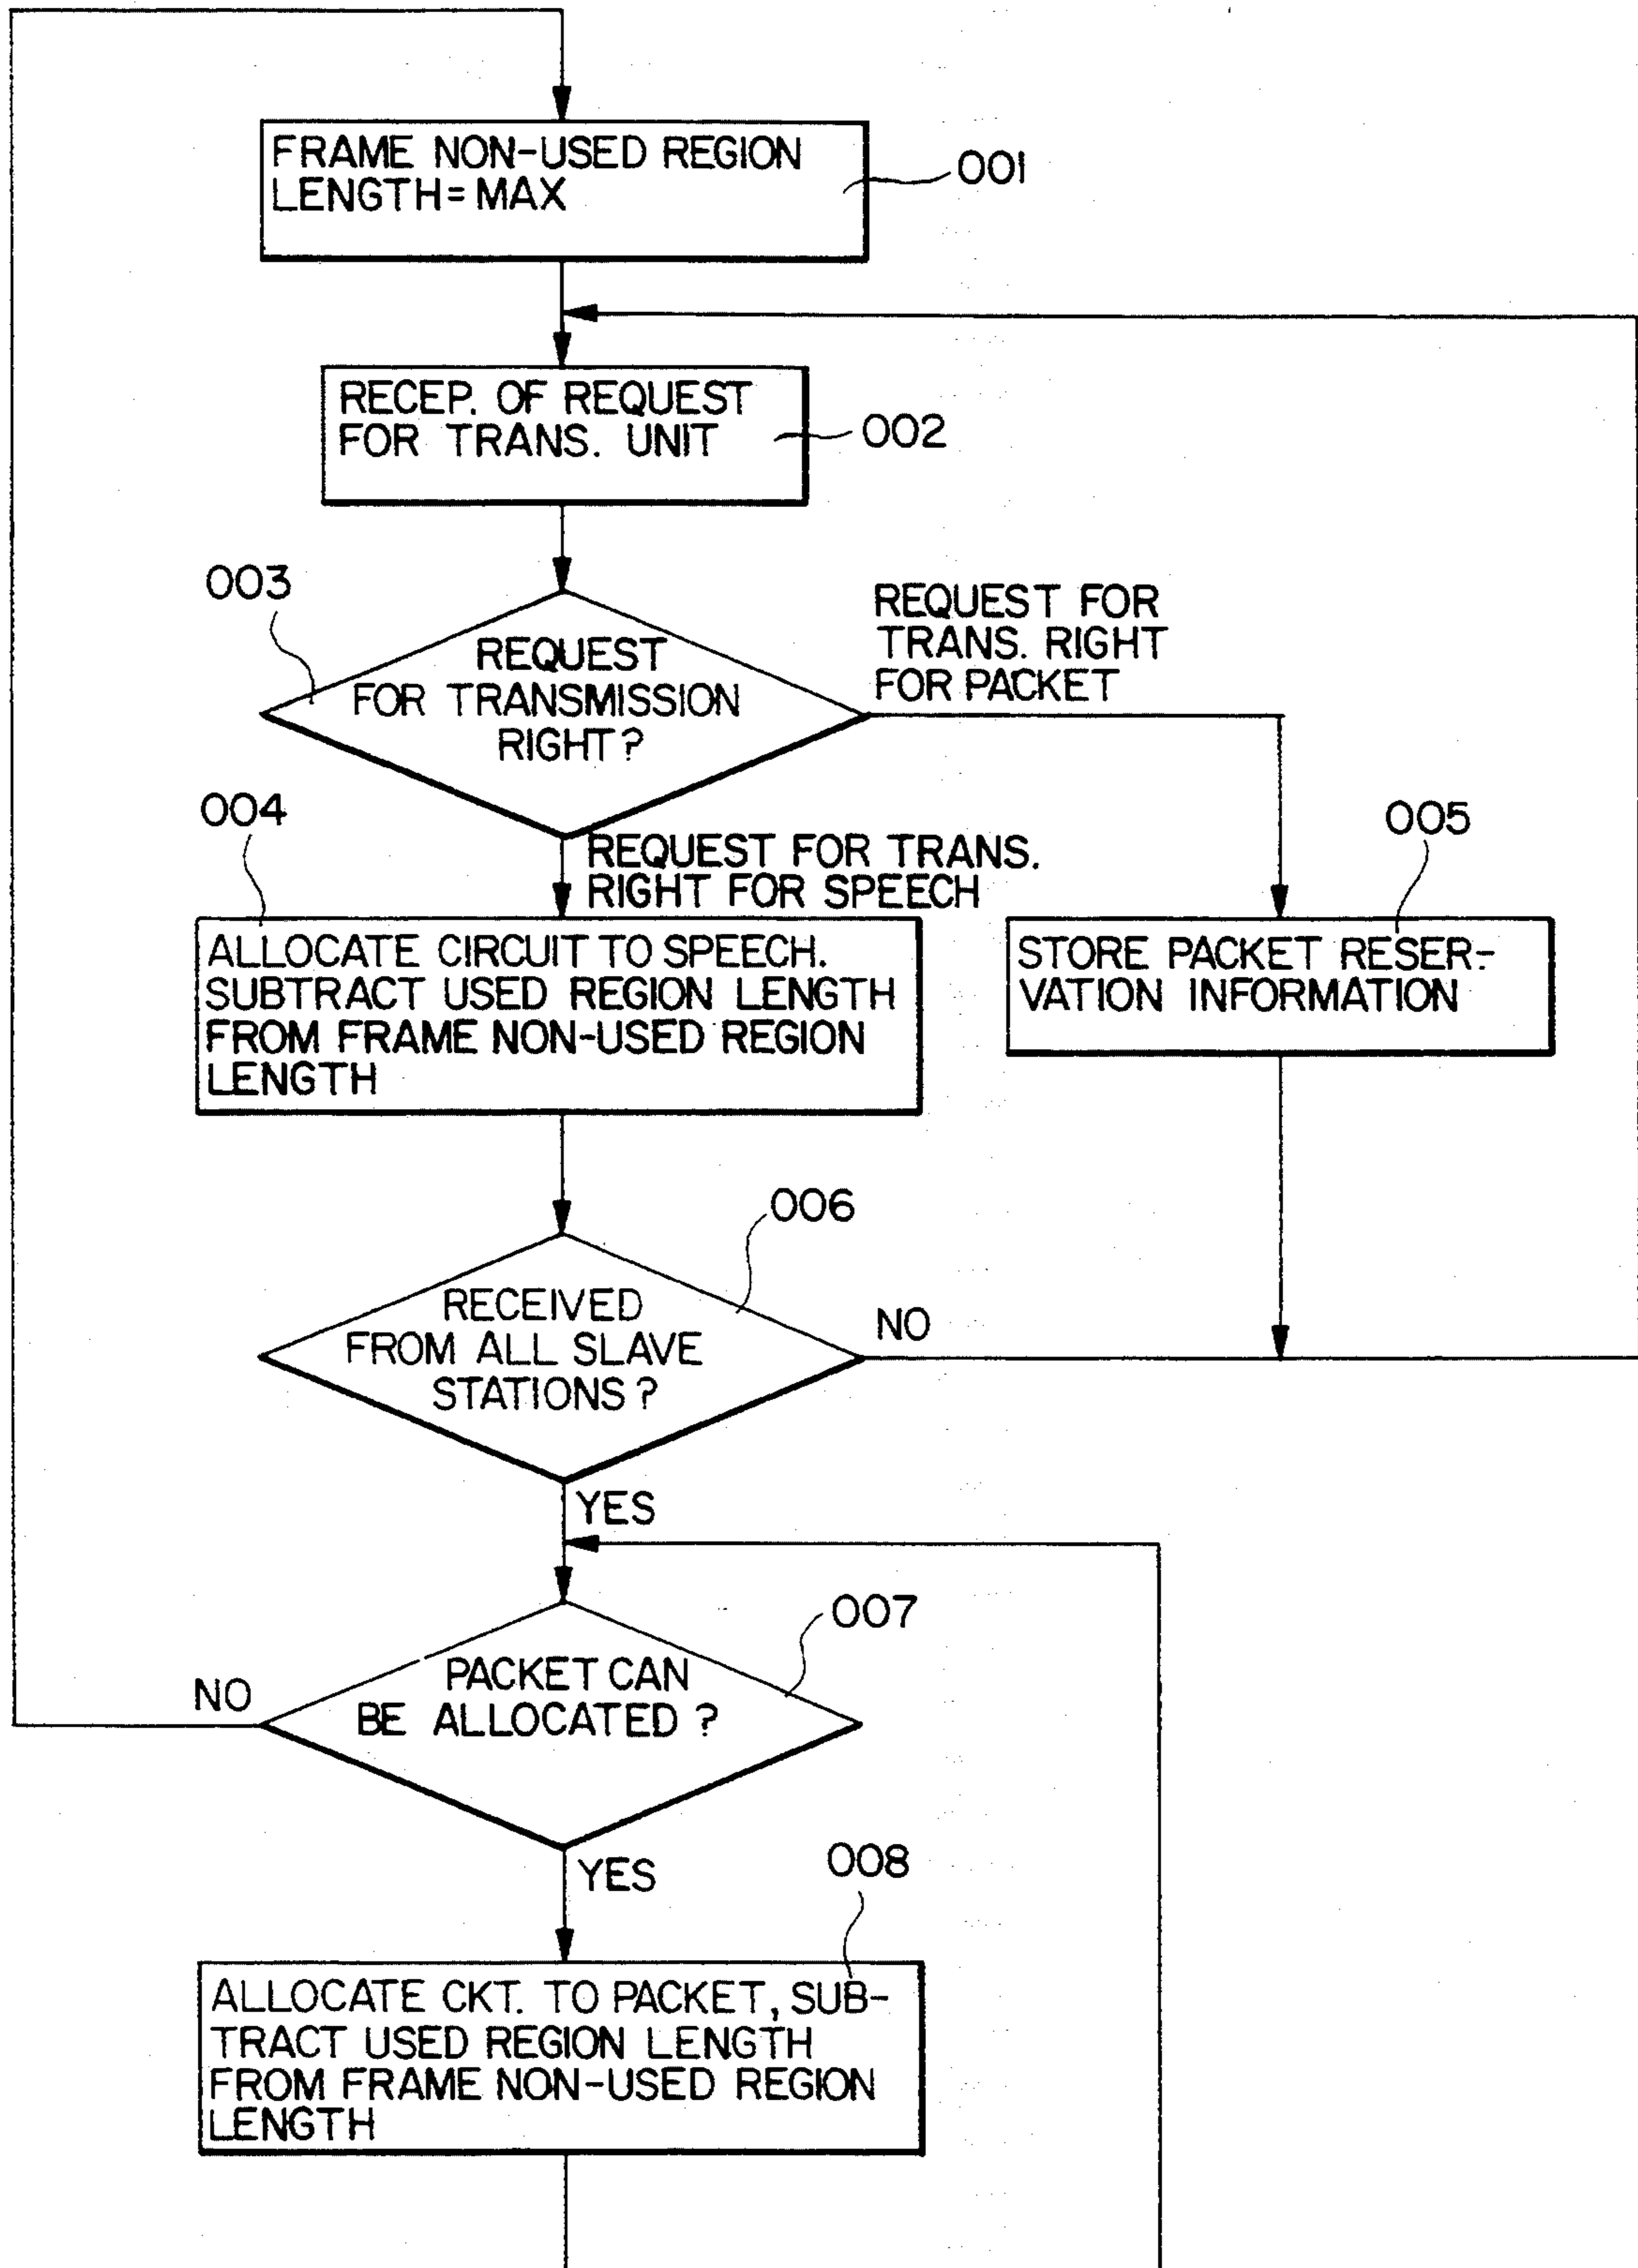 FRAME NON-USED REGION
LENGTH=MAX
001
RECEP. OF REQUEST
FOR TRANS. UNIT
002
003
REQUEST
FOR TRANSMISSION
RIGHT?
REQUEST FOR
TRANS. RIGHT
FOR PACKET
004
REQUEST FOR TRANS.
RIGHT FOR SPEECH
005
ALLOCATE CIRCUIT TO SPEECH.
SUBTRACT USED REGION LENGTH
FROM FRAME NON-USED REGION
LENGTH
STORE PACKET RESER-
VATION INFORMATION
006
RECEIVED
FROM ALL SLAVE
STATIONS?
NO
YES
007
PACKET CAN
BE ALLOCATED?
NO
YES
008
ALLOCATE CKT. TO PACKET, SUB-
TRACT USED REGION LENGTH
FROM FRAME NON-USED REGION
LENGTH